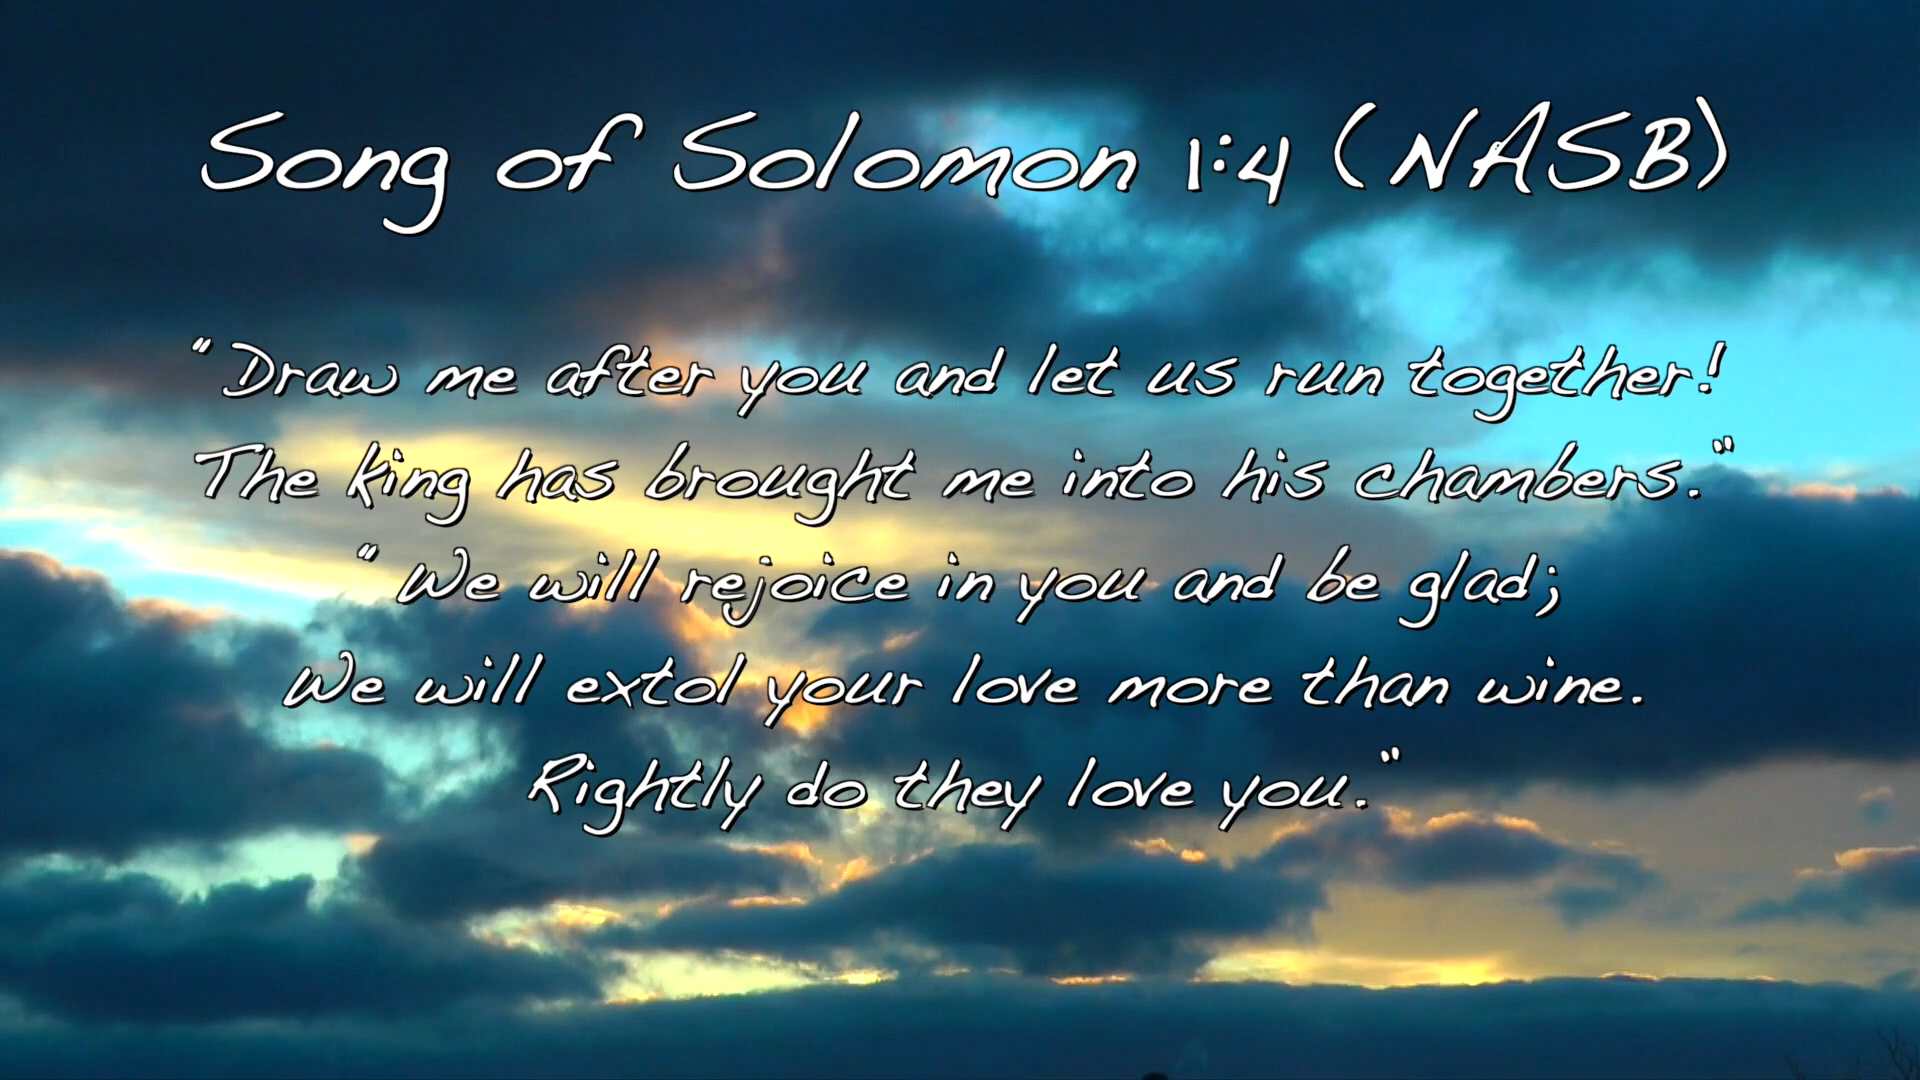 Song of Solomon 1:4 (NASB)
"Draw me after you and let us run together!
The king has brought me into his chambers."
"We will rejoice in you and be glad;
We will extol your love more than wine.
Rightly do they love you."